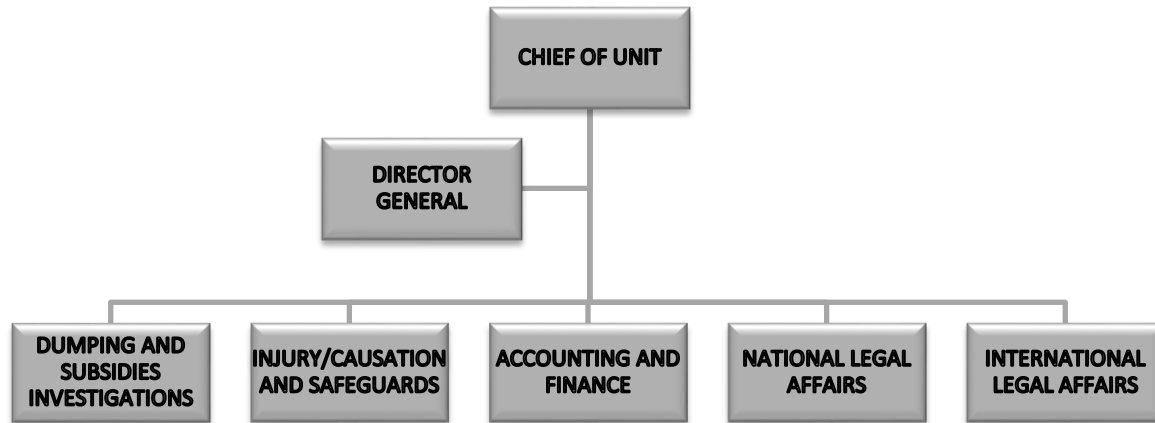 CHIEF OF UNIT
DIRECTOR
GENERAL
DUMPING AND
SUBSIDIES
INVESTIGATIONS
INJURY/CAUSATION
AND SAFEGUARDS
ACCOUNTING AND
FINANCE
NATIONAL LEGAL
AFFAIRS
INTERNATIONAL
LEGAL AFFAIRS